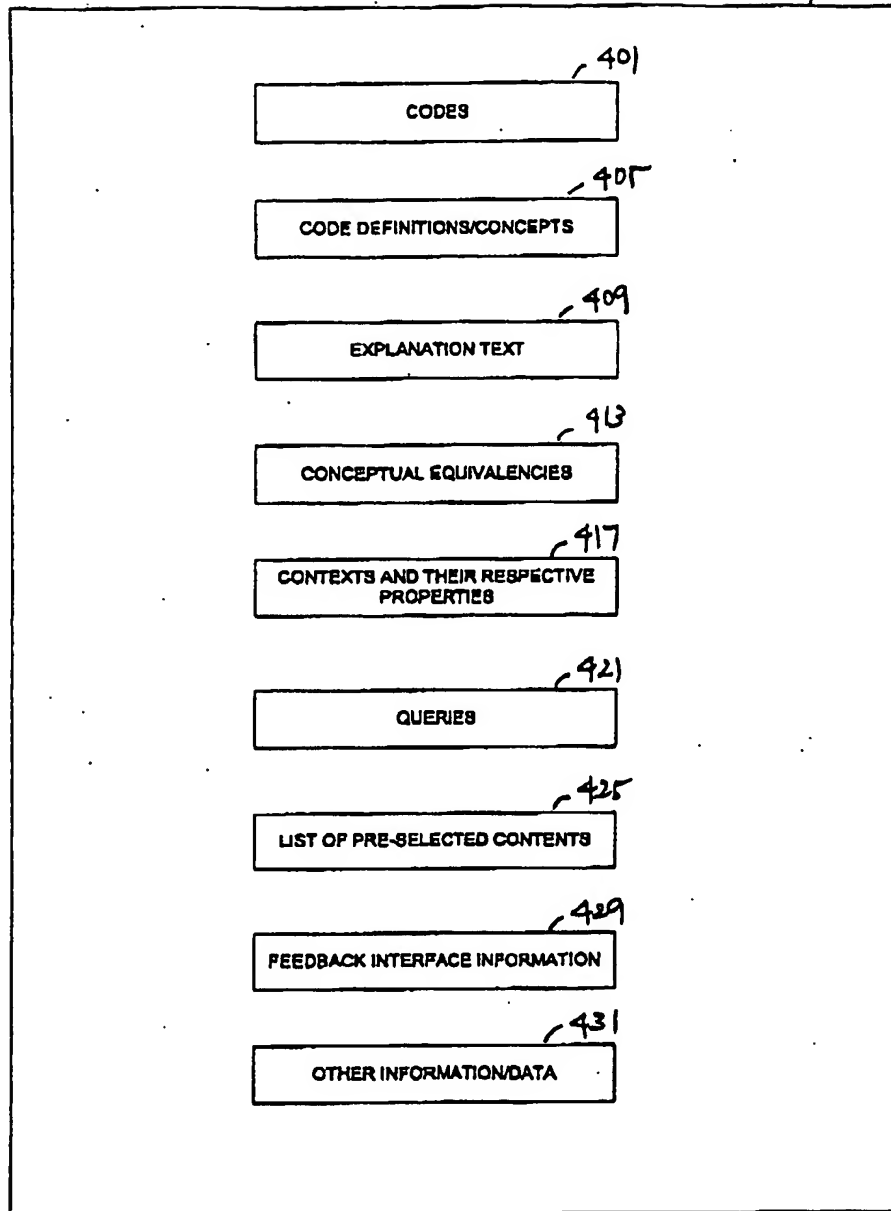 401
CODES
405
CODE DEFINITIONS/CONCEPTS
409
EXPLANATION TEXT
413
CONCEPTUAL EQUIVALENCIES
417
CONTEXTS AND THEIR RESPECTIVE
PROPERTIES
421
QUERIES
425
LIST OF PRE-SELECTED CONTENTS
429
FEEDBACK INTERFACE INFORMATION
431
OTHER INFORMATION/DATA